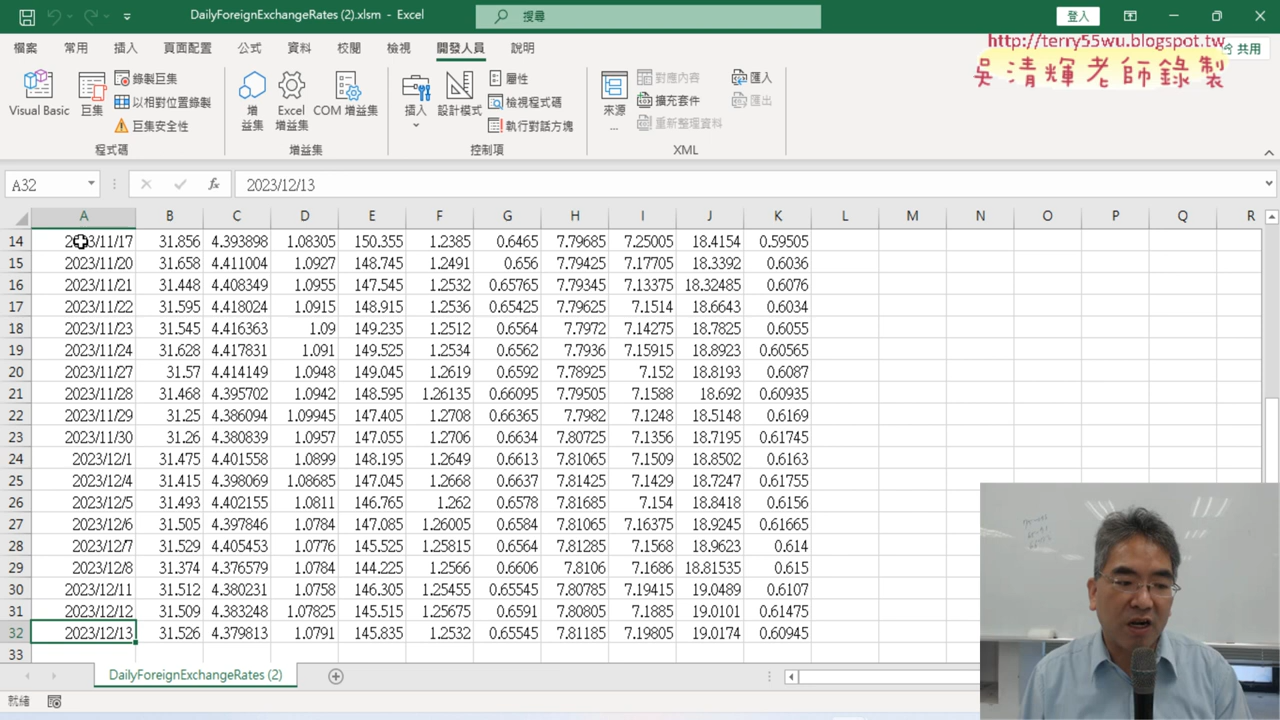 DailyForeignExchangeRates (2).xlsm - Excel
搜尋
登入
檔案 常用 插入 頁面配置 公式 資料 校閱 檢視 開發人員 說明
共用
http://terry55wu.blogspot.tw
吳清輝老師錄製
Visual Basic
巨集
錄製巨集
以相對位置錄製
巨集安全性
程式碼
增益集
Excel 增益集
COM 增益集
增益集
插入
設計模式
屬性
檢視程式碼
執行對話方塊
控制項
來源...
對應內容
擴充套件
重新整理資料
匯入
匯出
XML
A32 fx 2023/12/13
A B C D E F G H I J K L M N O P Q R
14 2023/11/17 31.856 4.393898 1.08305 150.355 1.2385 0.6465 7.79685 7.25005 18.4154 0.59505
15 2023/11/20 31.658 4.411004 1.0927 148.745 1.2491 0.656 7.79425 7.17705 18.3392 0.6036
16 2023/11/21 31.448 4.408349 1.0955 147.545 1.2532 0.65765 7.79345 7.13375 18.32485 0.6076
17 2023/11/22 31.595 4.418024 1.0915 148.915 1.2536 0.65425 7.79625 7.1514 18.6643 0.6034
18 2023/11/23 31.545 4.416363 1.09 149.235 1.2512 0.6564 7.7972 7.14275 18.7825 0.6055
19 2023/11/24 31.628 4.417831 1.091 149.525 1.2534 0.6562 7.7936 7.15915 18.8923 0.60565
20 2023/11/27 31.57 4.414149 1.0948 149.045 1.2619 0.6592 7.78925 7.152 18.8193 0.6087
21 2023/11/28 31.468 4.395702 1.0942 148.595 1.26135 0.66095 7.79505 7.1588 18.692 0.60935
22 2023/11/29 31.25 4.386094 1.09945 147.405 1.2708 0.66365 7.7982 7.1248 18.5148 0.6169
23 2023/11/30 31.26 4.380839 1.0957 147.055 1.2706 0.6634 7.80725 7.1356 18.7195 0.61745
24 2023/12/1 31.475 4.401558 1.0899 148.195 1.2649 0.6613 7.81065 7.1509 18.8502 0.6163
25 2023/12/4 31.415 4.398069 1.08685 147.045 1.2668 0.6637 7.81425 7.1429 18.7247 0.61755
26 2023/12/5 31.493 4.402155 1.0811 146.765 1.262 0.6578 7.81685 7.154 18.8418 0.6156
27 2023/12/6 31.505 4.397846 1.0784 147.085 1.26005 0.6584 7.81065 7.16375 18.9245 0.61665
28 2023/12/7 31.529 4.405453 1.0776 145.525 1.25815 0.6564 7.81285 7.1568 18.9623 0.614
29 2023/12/8 31.374 4.376579 1.0784 144.225 1.2566 0.6606 7.8106 7.1686 18.81535 0.615
30 2023/12/11 31.512 4.380231 1.0758 146.305 1.25455 0.65545 7.80785 7.19415 19.0489 0.6107
31 2023/12/12 31.509 4.383248 1.07825 145.515 1.25675 0.6591 7.80805 7.1885 19.0101 0.61475
32 2023/12/13 31.526 4.379813 1.0791 145.835 1.2532 0.65545 7.81185 7.19805 19.0174 0.60945
33
DailyForeignExchangeRates (2)
就緒